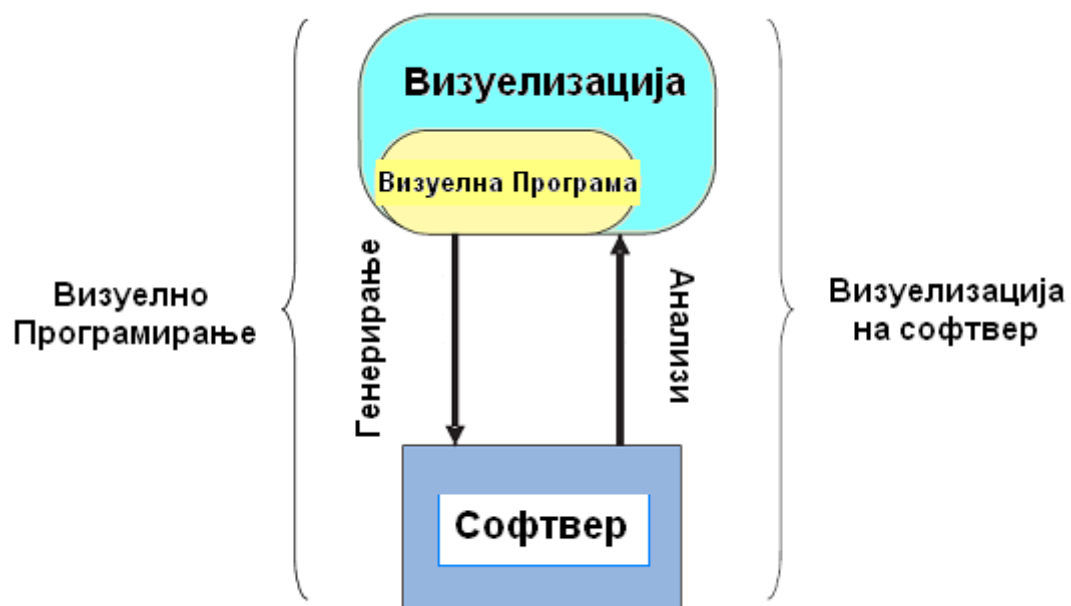 Визуелизација
Визуелна Програма
Визуелно
Програмирање
Генерирање
Анализи
Визуелизација
на софтвер
Софтвер